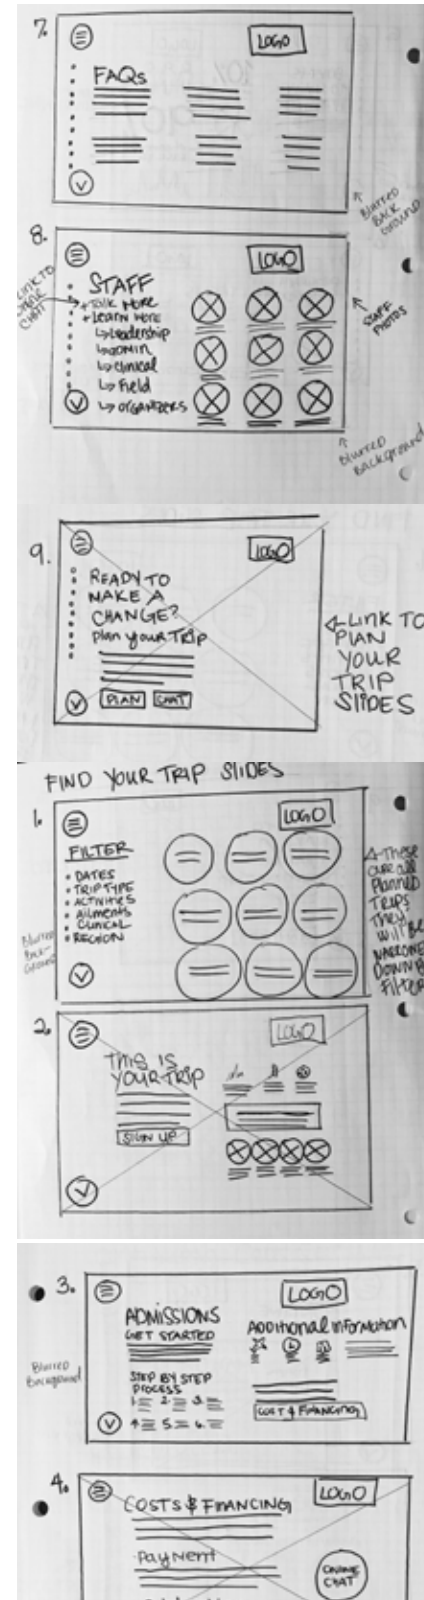 7.
LOGO
FAQs
BLURRED
BACK
GROUND
8.
LOGO
LINK TO
CHAT
STAFF
+ TALK MORE
+ LEARN MORE
↳ Leadership
↳ ADMIN
↳ clinical
↳ Field
↳ ORGANIZERS
STAFF
PHOTOS
Blurred
Background
9.
LOGO
READY TO
MAKE A
CHANGE?
plan your TRIP
PLAN CHAT
LINK TO
PLAN
YOUR
TRIP
SLIDES
FIND YOUR TRIP SLIDES
1.
LOGO
FILTER
• DATES
• TRIP TYPE
• ACTIVITIES
• Ailments
CLINICAL
• REGION
Blurred
Back-
Ground
These
are all
Planned
TRIPS
They
will BE
NARROWE
DOWN B
FILTER
2.
LOGO
THIS IS
YOUR TRIP
SIGN UP
3.
LOGO
ADMISSIONS
GET STARTED
Additional information
STEP BY STEP
PROCESS
1. 2. 3.
4 5. 6.
COST & FINANCING
Blurred
Background
4.
LOGO
COSTS & FINANCING
Payment
ONLINE
CHAT